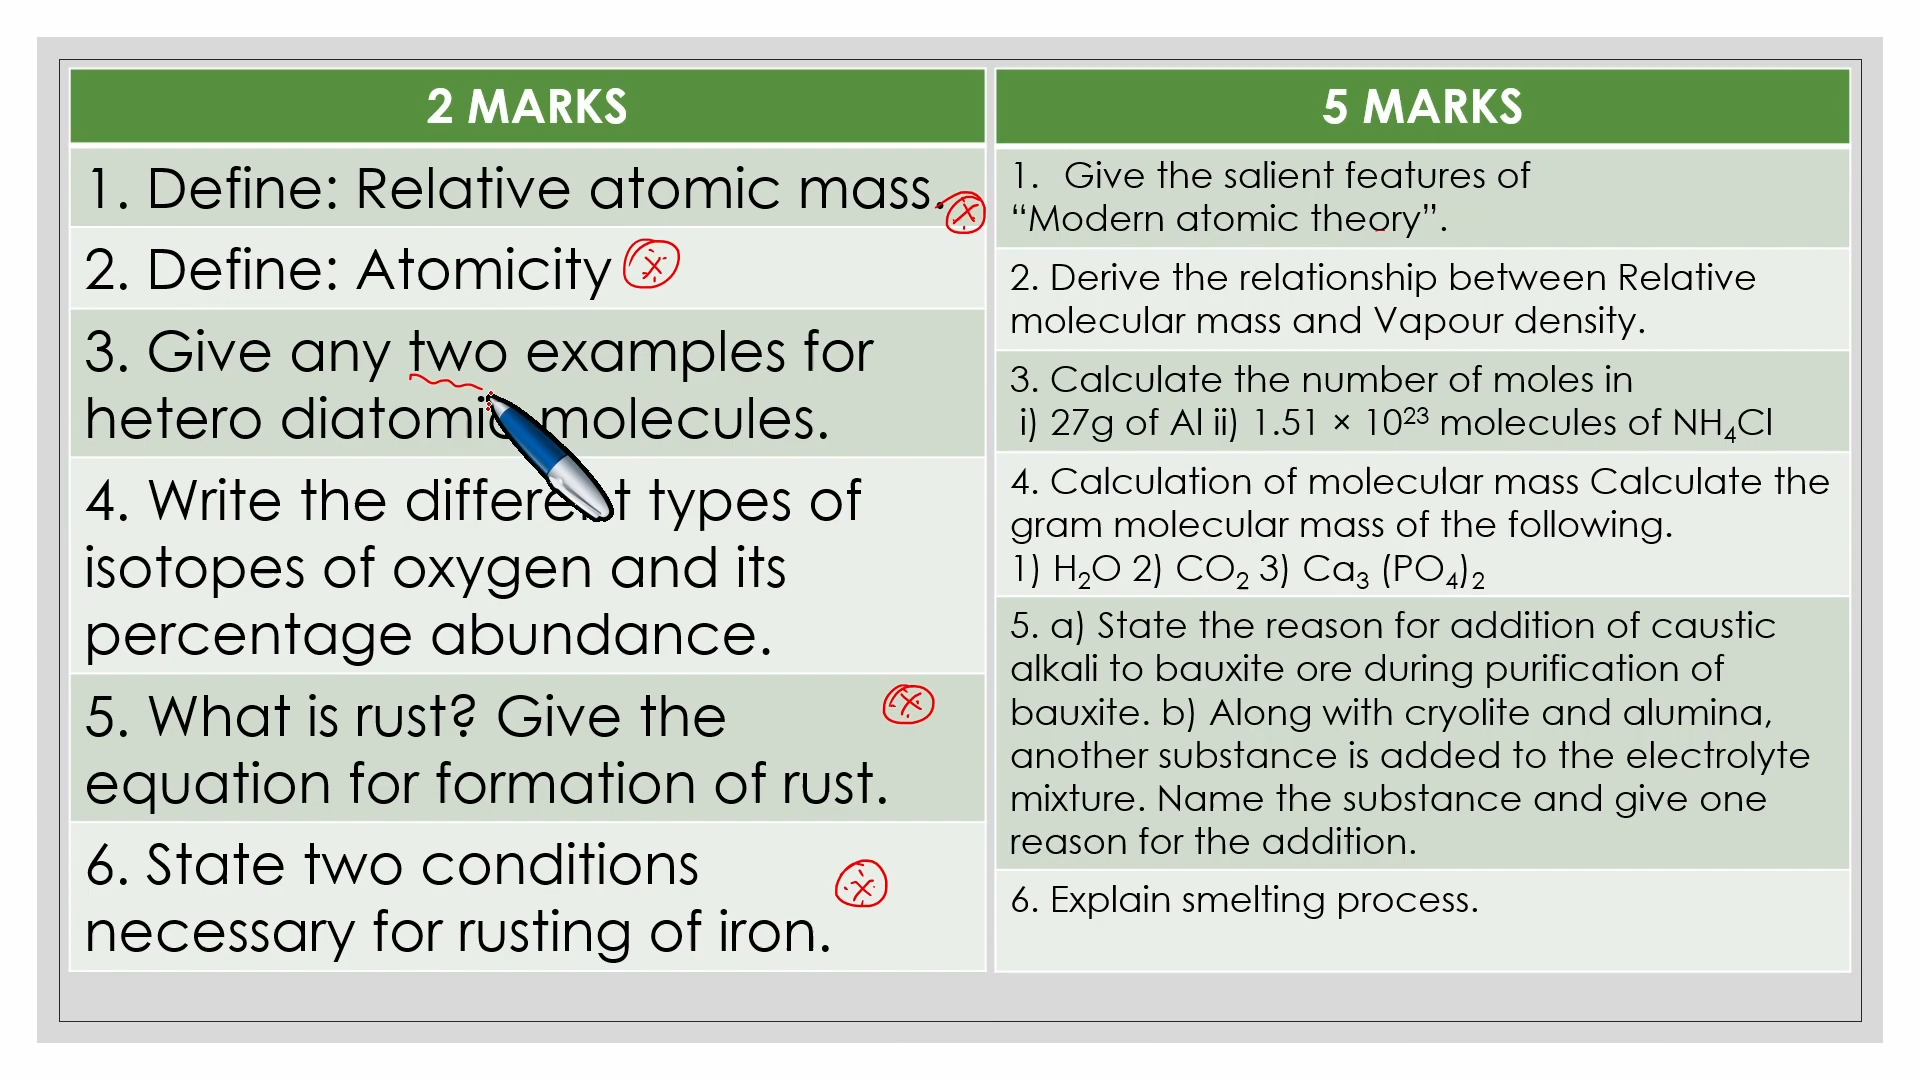 2 MARKS
1. Define: Relative atomic mass.
2. Define: Atomicity
3. Give any two examples for
hetero diatomic molecules.
4. Write the different types of
isotopes of oxygen and its
percentage abundance.
5. What is rust? Give the
equation for formation of rust.
6. State two conditions
necessary for rusting of iron.
5 MARKS
1. Give the salient features of
“Modern atomic theory”.
2. Derive the relationship between Relative
molecular mass and Vapour density.
3. Calculate the number of moles in
i) 27g of Al ii) 1.51 × 10²³ molecules of NH₄Cl
4. Calculation of molecular mass Calculate the
gram molecular mass of the following.
1) H₂O 2) CO₂ 3) Ca₃ (PO₄)₂
5. a) State the reason for addition of caustic
alkali to bauxite ore during purification of
bauxite. b) Along with cryolite and alumina,
another substance is added to the electrolyte
mixture. Name the substance and give one
reason for the addition.
6. Explain smelting process.